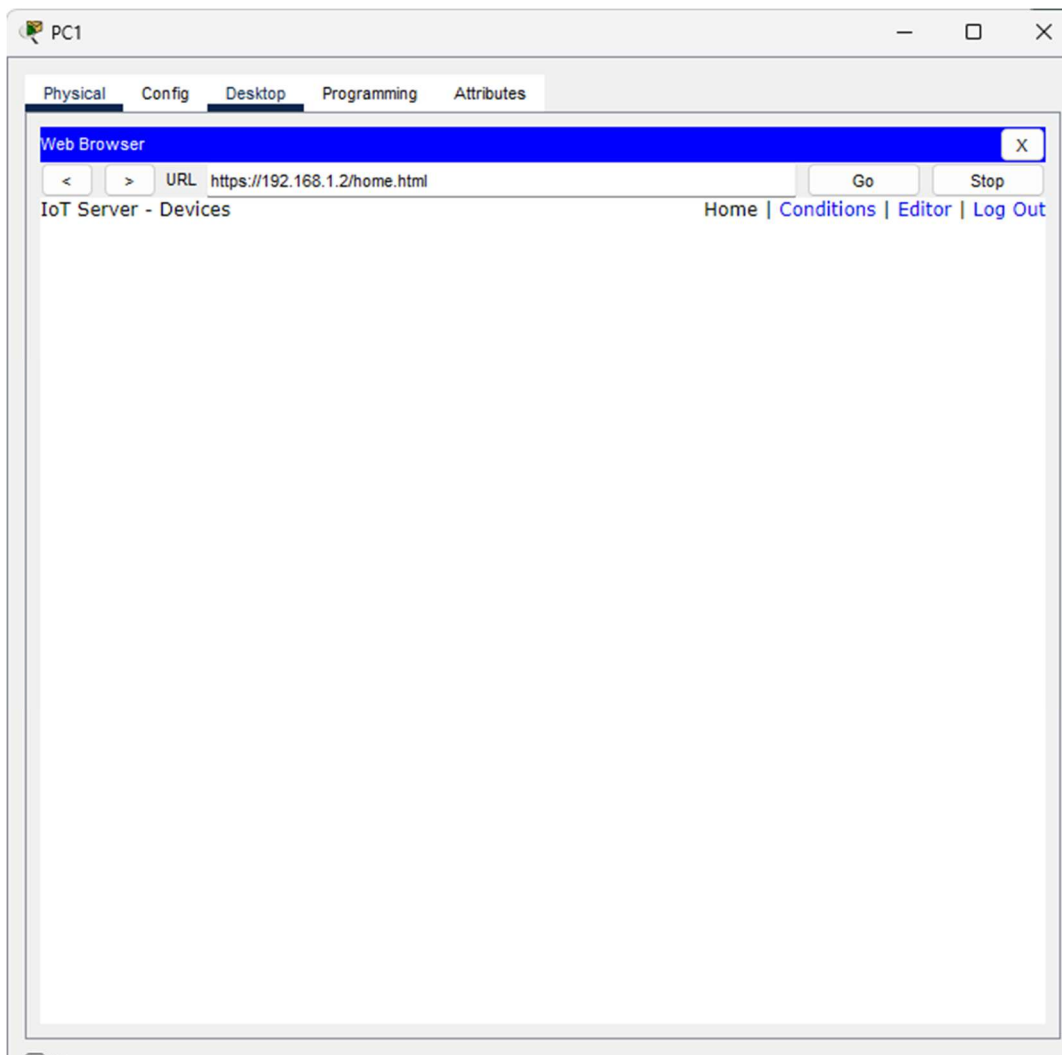 PC1
Physical Config Desktop Programming Attributes
Web Browser X
< > URL https://192.168.1.2/home.html Go Stop
IoT Server - Devices Home | Conditions | Editor | Log Out